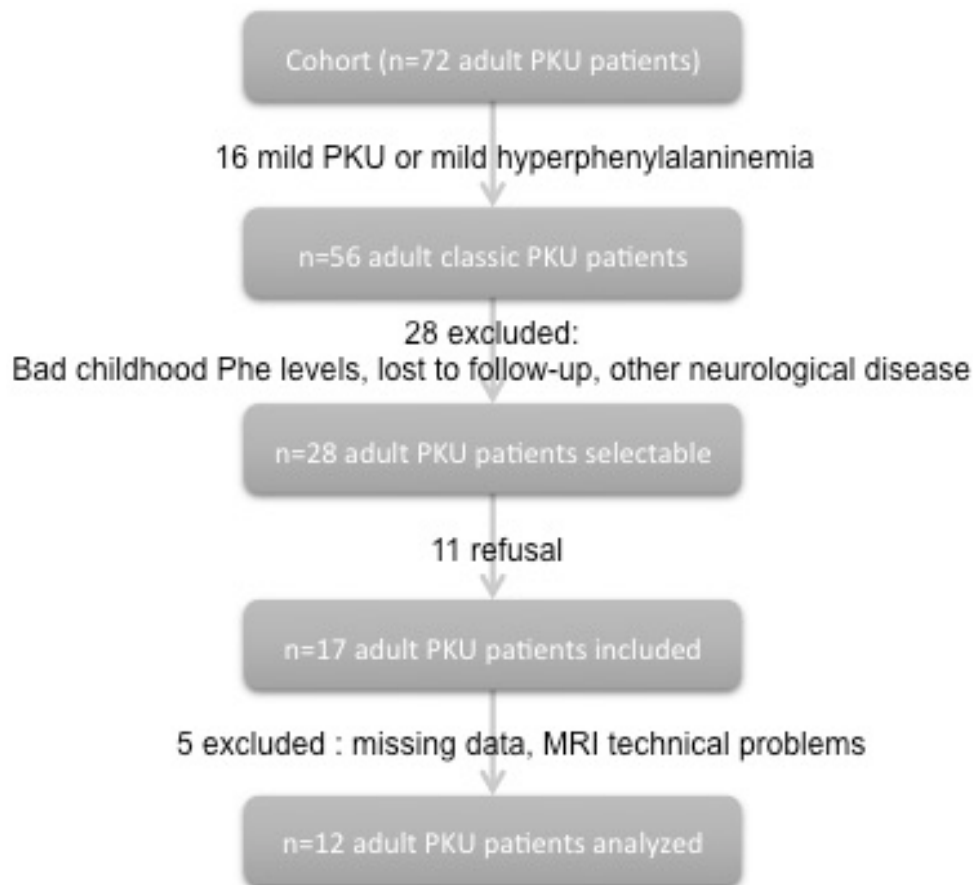 Cohort (n=72 adult PKU patients)
16 mild PKU or mild hyperphenylalaninemia
n=56 adult classic PKU patients
28 excluded:
Bad childhood Phe levels, lost to follow-up, other neurological disease
n=28 adult PKU patients selectable
11 refusal
n=17 adult PKU patients included
5 excluded : missing data, MRI technical problems
n=12 adult PKU patients analyzed